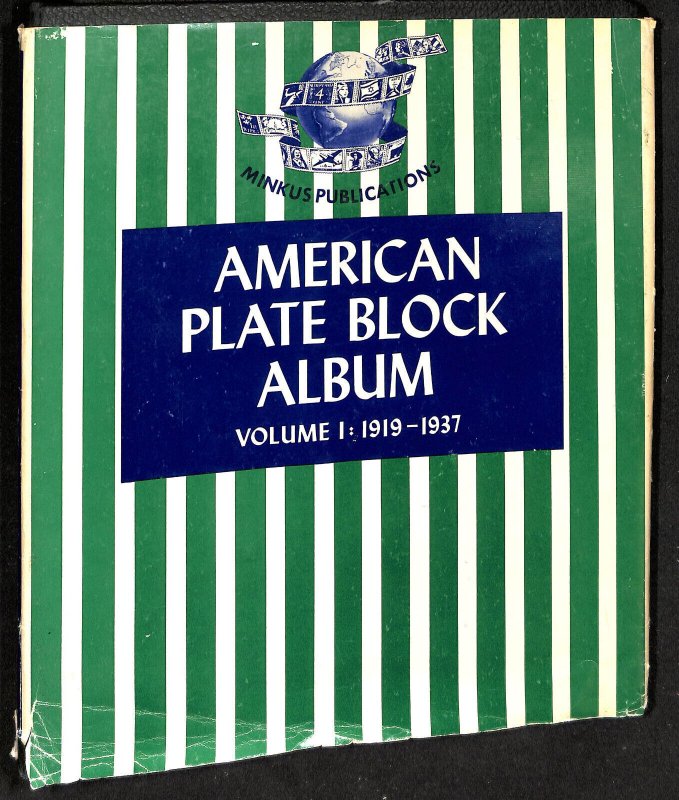 MINKUS PUBLICATIONS
AMERICAN
PLATE BLOCK
ALBUM
VOLUME I: 1919-1937